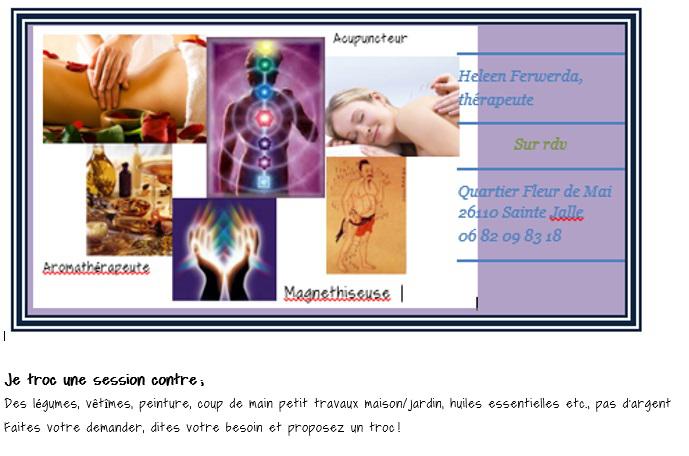 Acupuncteur
Heleen Ferwerda,
thérapeute
Sur rdv
Quartier Fleur de Mai
26110 Sainte Jalle
06 82 09 83 18
Aromathérapeute
Magnethiseuse
Je troc une session contre;
Des légumes, vêtîmes, peinture, coup de main petit travaux maison/jardin, huiles essentielles etc., pas d'argent
Faites votre demander, dites votre besoin et proposez un troc!